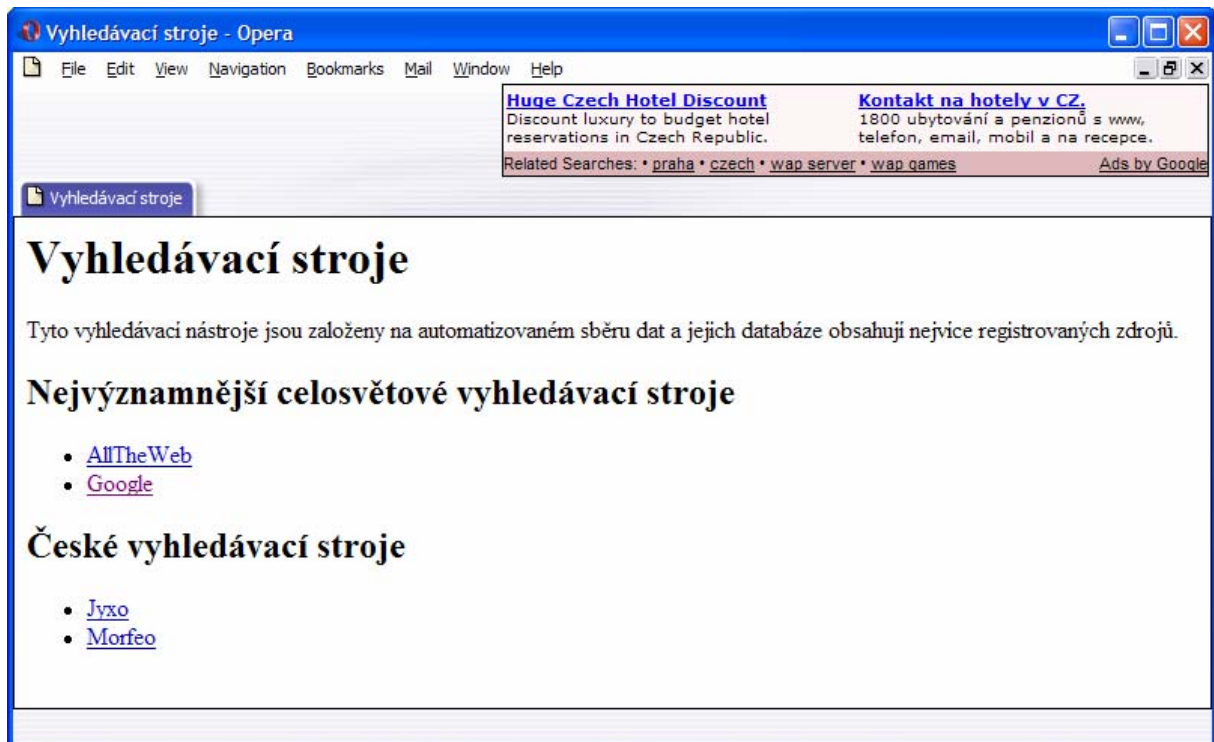 Vyhledávací stroje - Opera
File Edit View Navigation Bookmarks Mail Window Help
Huge Czech Hotel Discount
Discount luxury to budget hotel
reservations in Czech Republic.
Kontakt na hotely v CZ.
1800 ubytování a penzionů s www,
telefon, email, mobil a na recepce.
Related Searches: • praha • czech • wap server • wap games Ads by Google
Vyhledávací stroje
Vyhledávací stroje
Tyto vyhledávací nástroje jsou založeny na automatizovaném sběru dat a jejich databáze obsahují nejvíce registrovaných zdrojů.
Nejvýznamnější celosvětové vyhledávací stroje
• AllTheWeb
• Google
České vyhledávací stroje
• Jyxo
• Morfeo